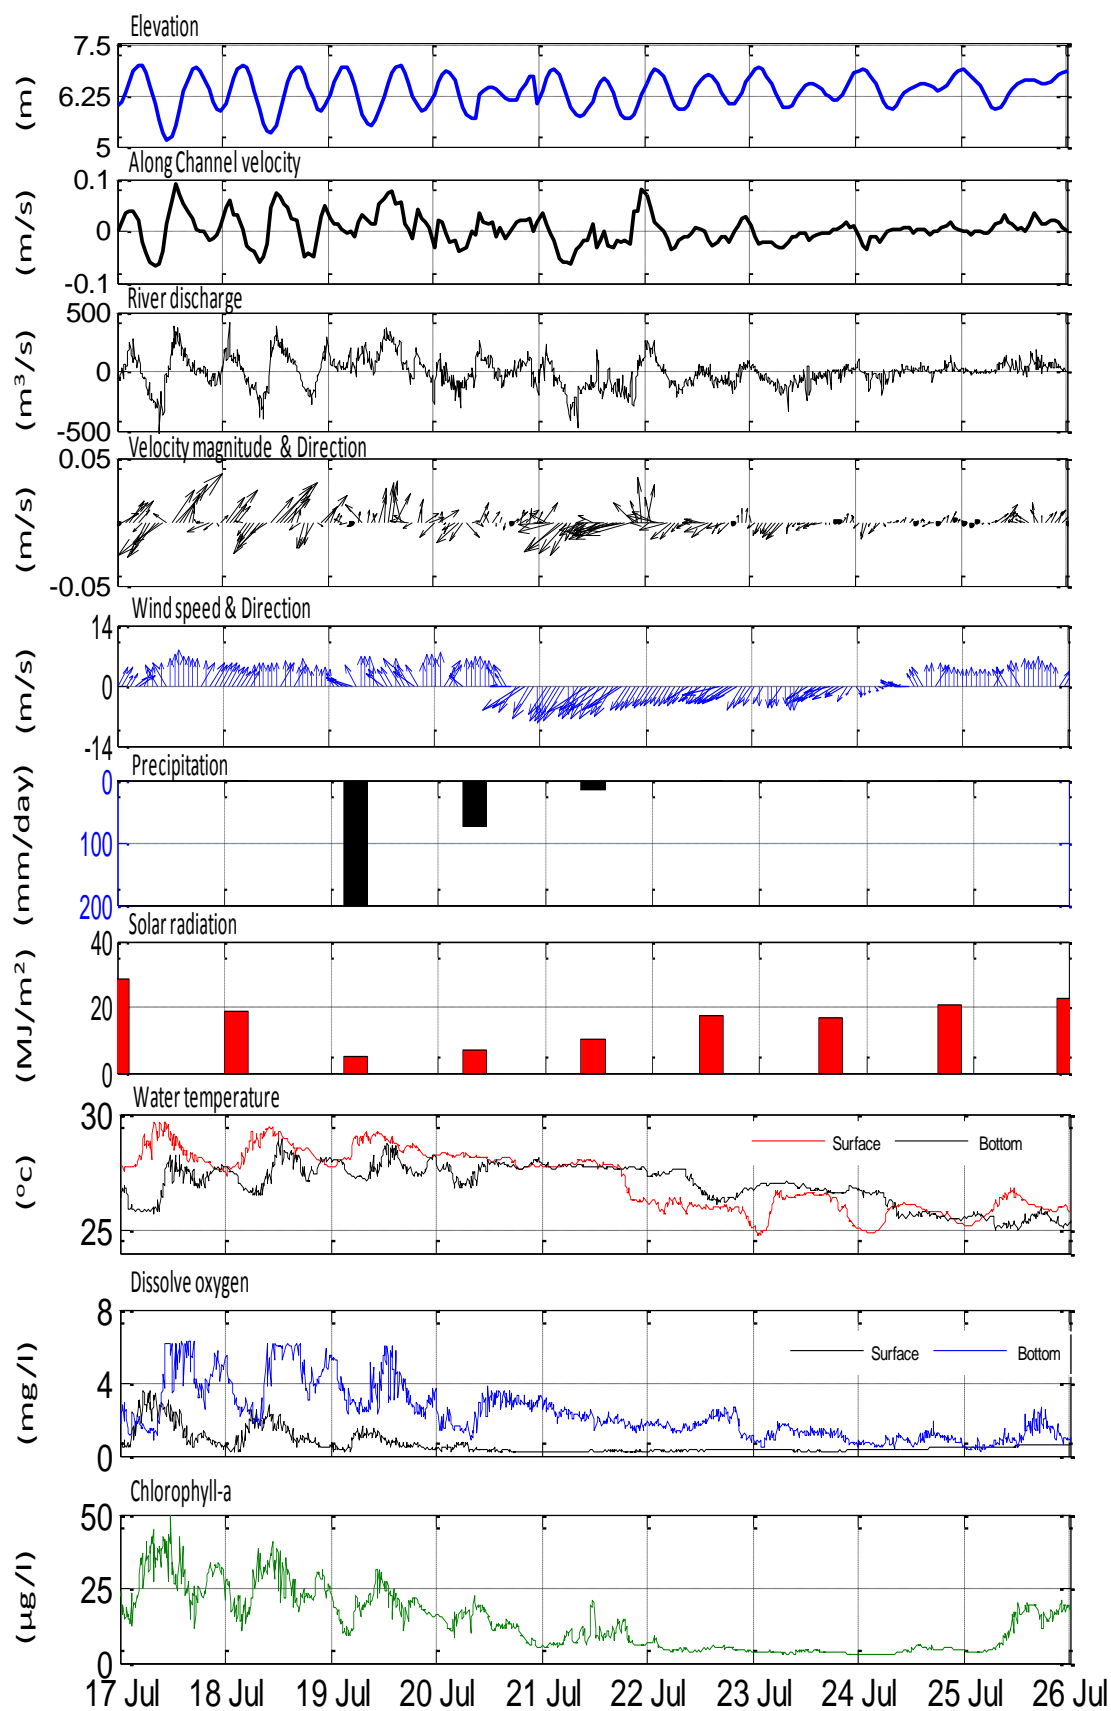 Elevation
7.5
6.25
5
(m)
Along Channel velocity
0.1
0
-0.1
(m/s)
River discharge
500
0
-500
(m³/s)
Velocity magnitude & Direction
0.05
0
-0.05
(m/s)
Wind speed & Direction
14
0
-14
(m/s)
Precipitation
0
100
200
(mm/day)
Solar radiation
40
20
0
(MJ/m²)
Water temperature
30
25
(ºc)
Surface Bottom
Dissolve oxygen
8
4
0
(mg/l)
Surface Bottom
Chlorophyll-a
50
25
0
(µg/l)
17 Jul 18 Jul 19 Jul 20 Jul 21 Jul 22 Jul 23 Jul 24 Jul 25 Jul 26 Jul